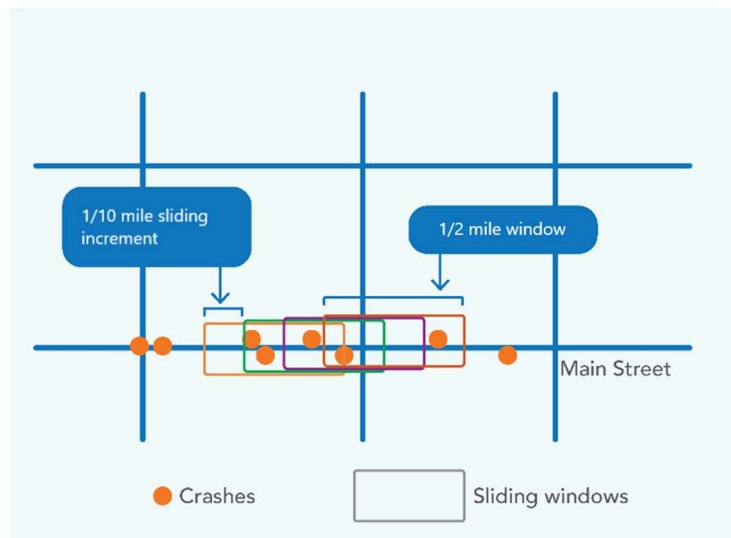 1/10 mile sliding
increment
1/2 mile window
Main Street
Crashes
Sliding windows